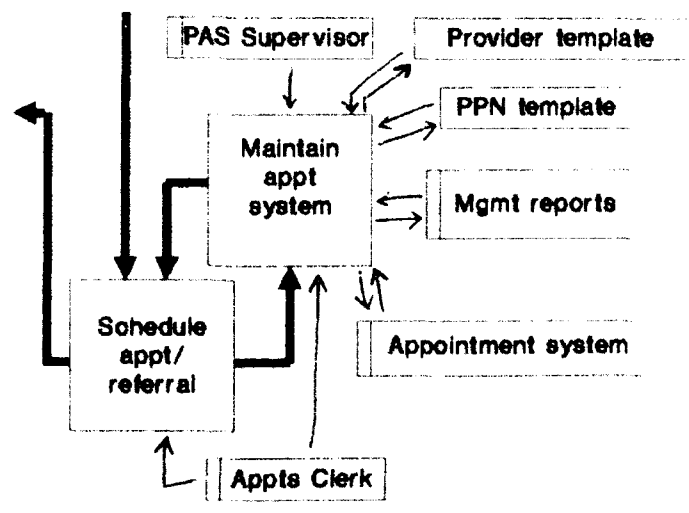 PAS Supervisor
Provider template
PPN template
Maintain
appt
system
Mgmt reports
Schedule
appt/
referral
Appointment system
Appts Clerk